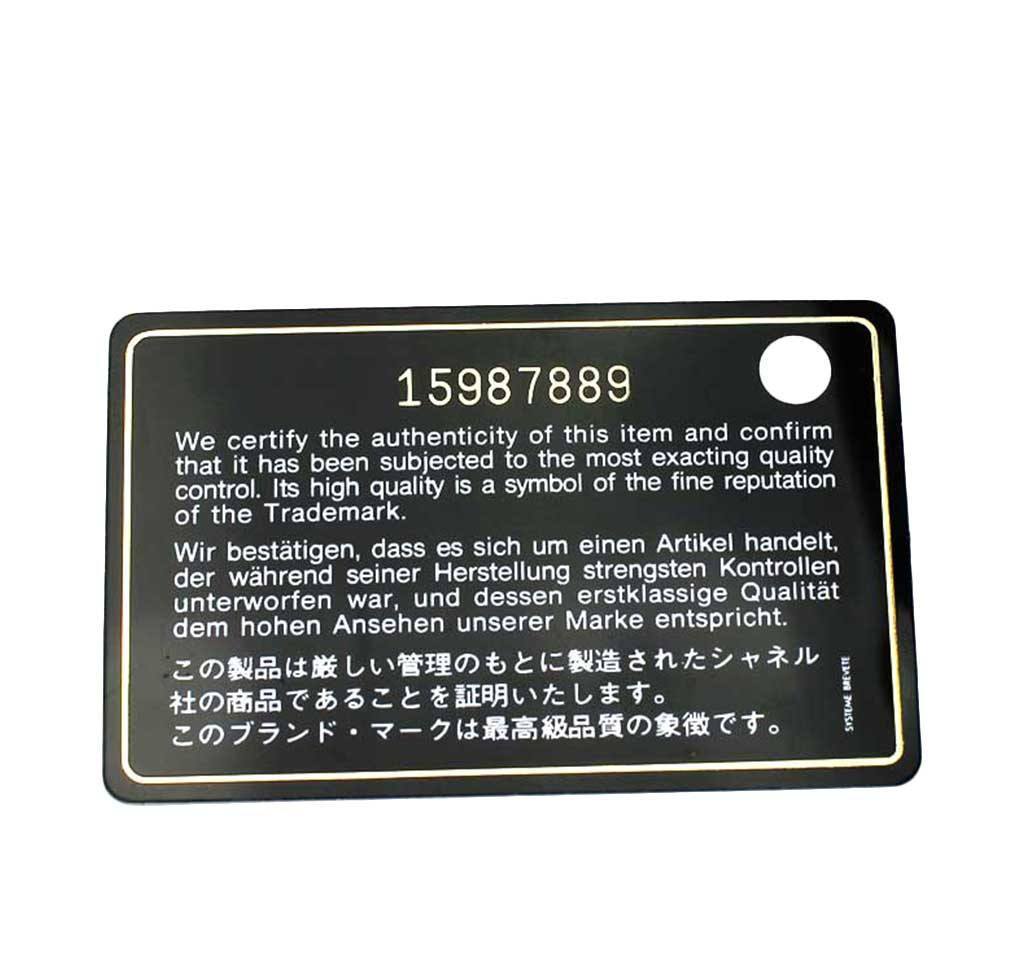 15987889
We certify the authenticity of this item and confirm
that it has been subjected to the most exacting quality
control. Its high quality is a symbol of the fine reputation
of the Trademark.
Wir bestätigen, dass es sich um einen Artikel handelt,
der während seiner Herstellung strengsten Kontrollen
unterworfen war, und dessen erstklassige Qualität
dem hohen Ansehen unserer Marke entspricht.
この製品は厳しい管理のもとに製造されたシャネル
社の商品であることを証明いたします。
このブランド・マークは最高級品質の象徴です。
SYSTEME BREVETE